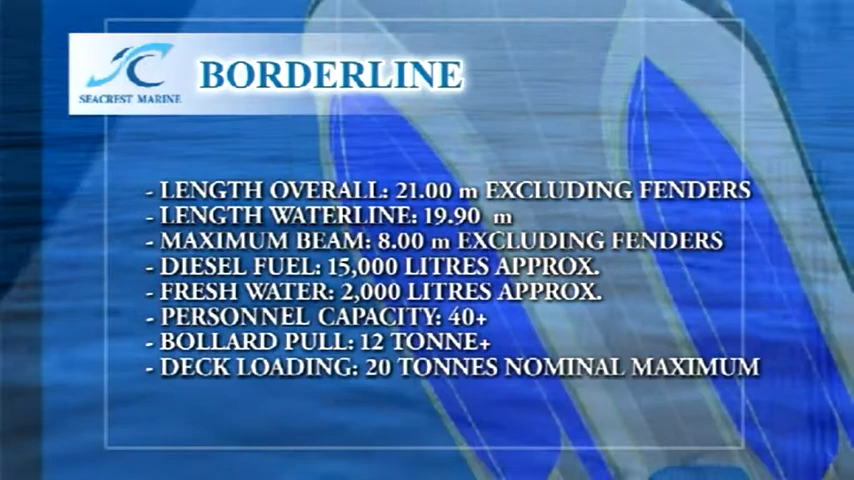 SEACREST MARINE
BORDERLINE
- LENGTH OVERALL: 21.00 m EXCLUDING FENDERS
- LENGTH WATERLINE: 19.90 m
- MAXIMUM BEAM: 8.00 m EXCLUDING FENDERS
- DIESEL FUEL: 15,000 LITRES APPROX.
- FRESH WATER: 2,000 LITRES APPROX.
- PERSONNEL CAPACITY: 40+
- BOLLARD PULL: 12 TONNE+
- DECK LOADING: 20 TONNES NOMINAL MAXIMUM